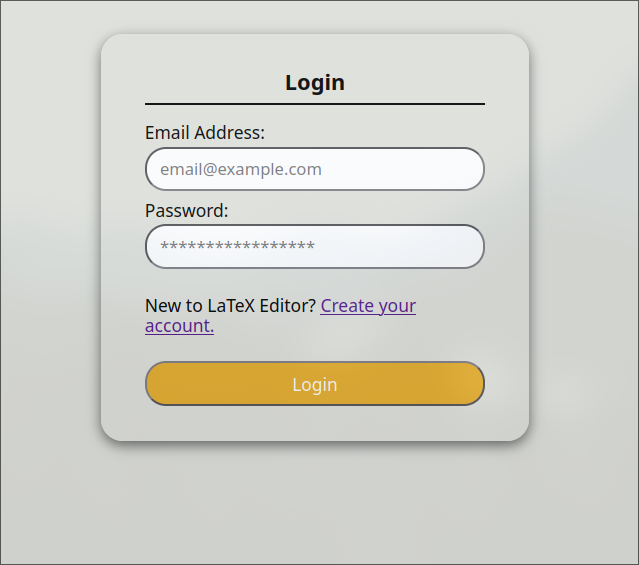 Login
Email Address:
email@example.com
Password:
*****************
New to LaTeX Editor? Create your
account.
Login